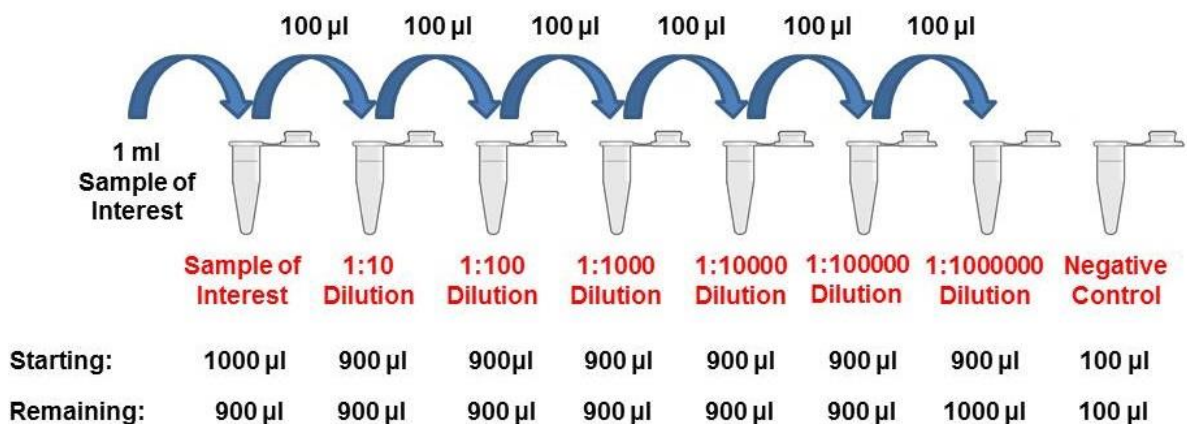 100 µl 100 µl 100 µl 100 µl 100 µl 100 µl
1 ml
Sample of
Interest
Sample of
Interest
1:10
Dilution
1:100
Dilution
1:1000
Dilution
1:10000
Dilution
1:100000
Dilution
1:1000000
Dilution
Negative
Control
Starting: 1000 µl 900 µl 900µl 900 µl 900 µl 900 µl 900 µl 100 µl
Remaining: 900 µl 900 µl 900 µl 900 µl 900 µl 900 µl 1000 µl 100 µl